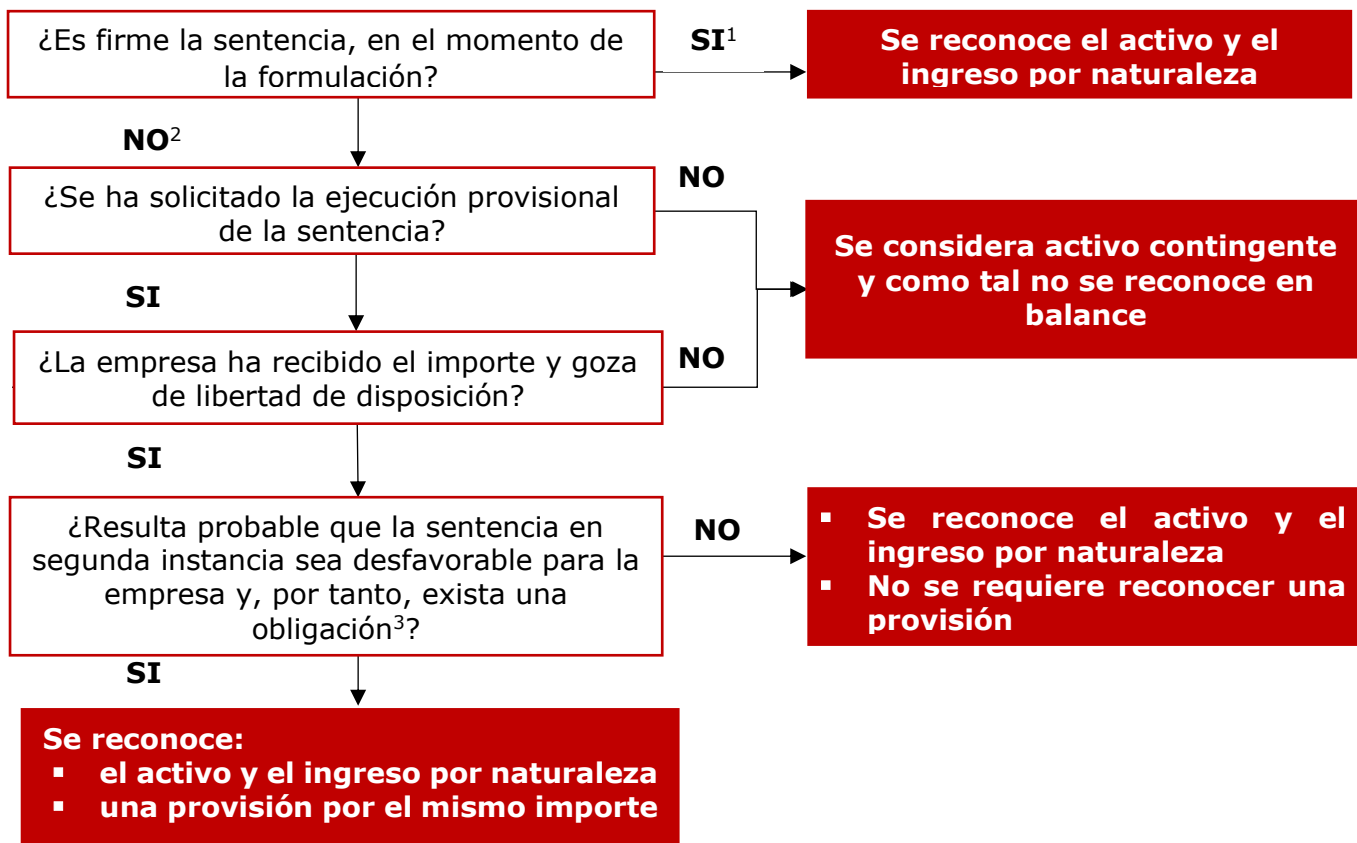 ¿Es firme la sentencia, en el momento de
la formulación?
SI¹
Se reconoce el activo y el
ingreso por naturaleza
NO²
¿Se ha solicitado la ejecución provisional
de la sentencia?
NO
Se considera activo contingente
y como tal no se reconoce en
balance
SI
¿La empresa ha recibido el importe y goza
de libertad de disposición?
NO
SI
¿Resulta probable que la sentencia en
segunda instancia sea desfavorable para la
empresa y, por tanto, exista una
obligación³?
NO
▪ Se reconoce el activo y el
ingreso por naturaleza
▪ No se requiere reconocer una
provisión
SI
Se reconoce:
▪ el activo y el ingreso por naturaleza
▪ una provisión por el mismo importe